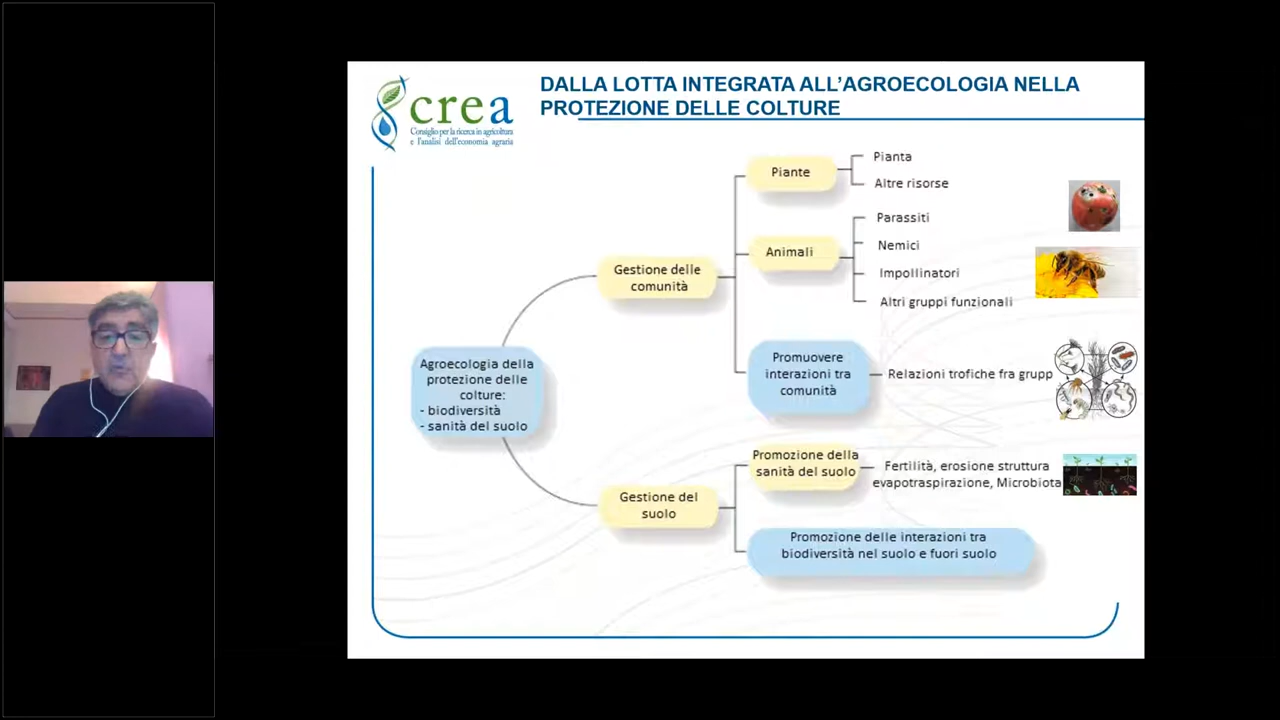 crea
Consiglio per la ricerca in agricoltura
e l'analisi dell'economia agraria
DALLA LOTTA INTEGRATA ALL'AGROECOLOGIA NELLA
PROTEZIONE DELLE COLTURE
Agroecologia della
protezione delle
colture:
- biodiversità
- sanità del suolo
Gestione delle
comunità
Piante
Pianta
Altre risorse
Animali
Parassiti
Nemici
Impollinatori
Altri gruppi funzionali
Promuovere
interazioni tra
comunità
Relazioni trofiche fra grupp
Gestione del
suolo
Promozione della
sanità del suolo
Fertilità, erosione struttura
evapotraspirazione, Microbiota
Promozione delle interazioni tra
biodiversità nel suolo e fuori suolo